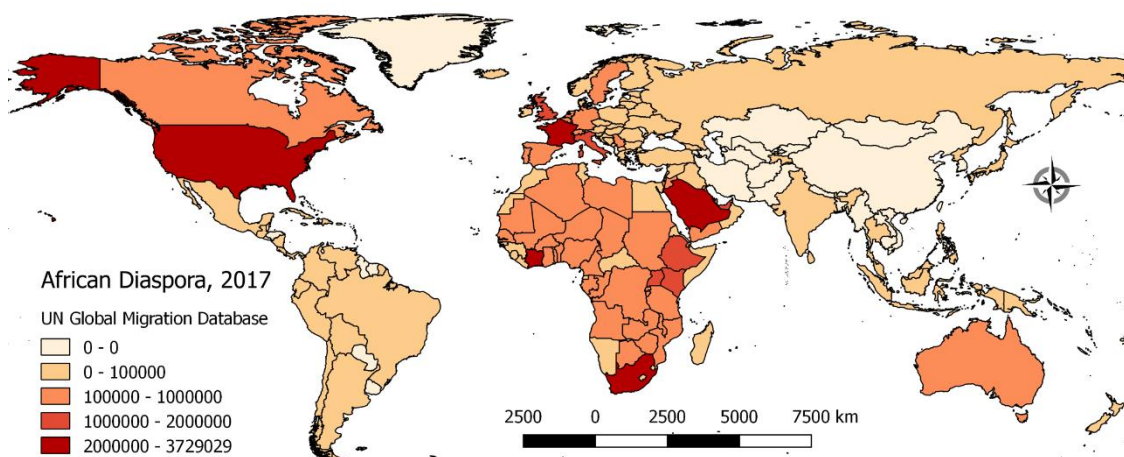 African Diaspora, 2017
UN Global Migration Database
0 - 0
0 - 100000
100000 - 1000000
1000000 - 2000000
2000000 - 3729029
2500 0 2500 5000 7500 km